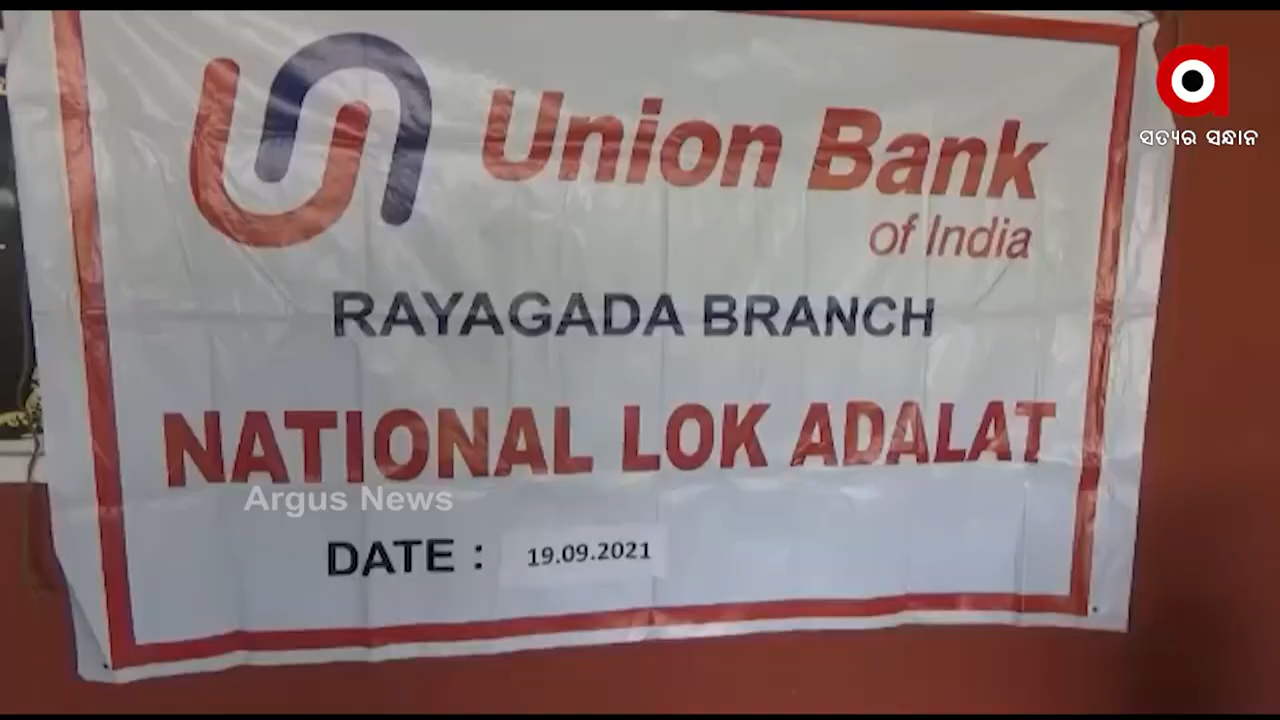 Union Bank
of India
ସତ୍ୟର ସନ୍ଧାନ
RAYAGADA BRANCH
NATIONAL LOK ADALAT
Argus News
DATE : 19.09.2021